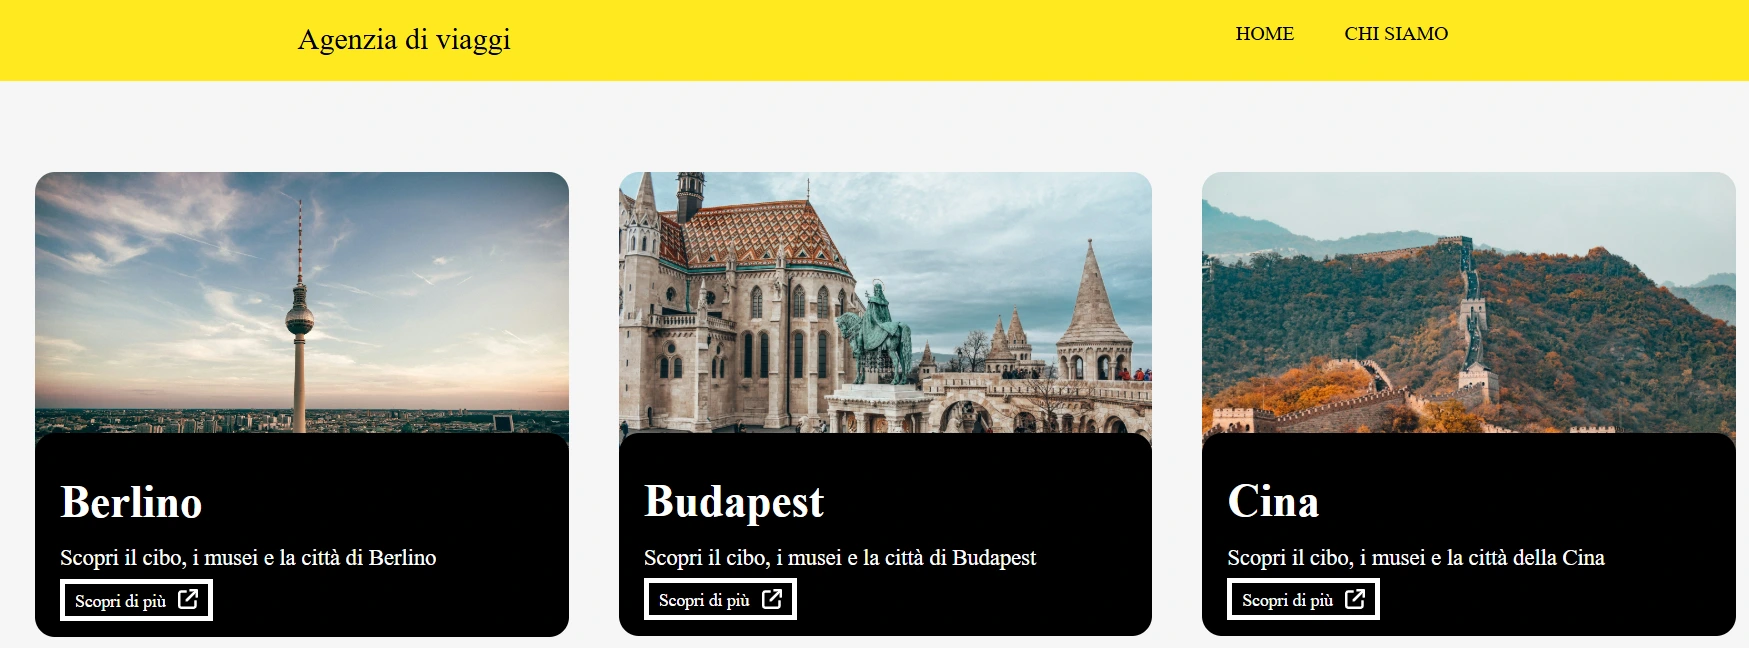 Agenzia di viaggi
HOME CHI SIAMO
Berlino
Scopri il cibo, i musei e la città di Berlino
Scopri di più
Budapest
Scopri il cibo, i musei e la città di Budapest
Scopri di più
Cina
Scopri il cibo, i musei e la città della Cina
Scopri di più